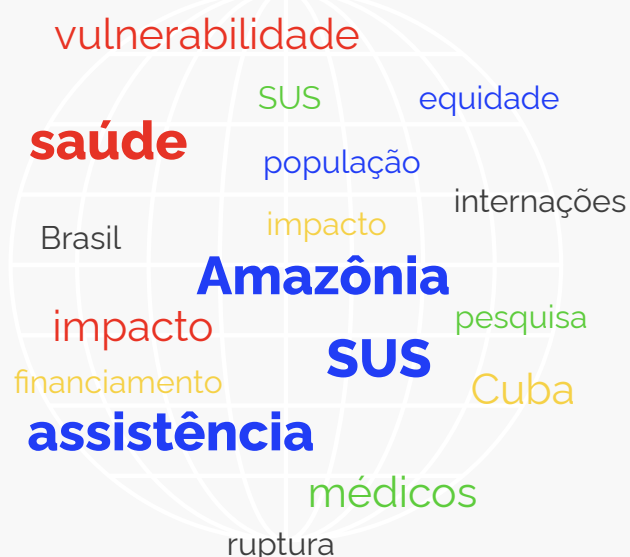 vulnerabilidade
SUS equidade
saúde
população
internações
impacto
Brasil
Amazônia
impacto pesquisa
SUS
financiamento Cuba
assistência
médicos
ruptura